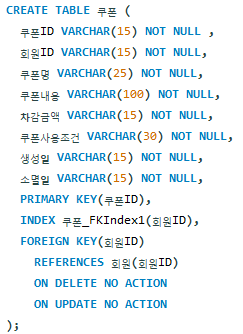 CREATE TABLE 쿠폰 (
쿠폰ID VARCHAR(15) NOT NULL ,
회원ID VARCHAR(15) NOT NULL,
쿠폰명 VARCHAR(25) NOT NULL,
쿠폰내용 VARCHAR(100) NOT NULL,
차감금액 VARCHAR(15) NOT NULL,
쿠폰사용조건 VARCHAR(30) NOT NULL,
생성일 VARCHAR(15) NOT NULL,
소멸일 VARCHAR(15) NOT NULL,
PRIMARY KEY(쿠폰ID),
INDEX 쿠폰_FKIndex1(회원ID),
FOREIGN KEY(회원ID)
REFERENCES 회원(회원ID)
ON DELETE NO ACTION
ON UPDATE NO ACTION
);